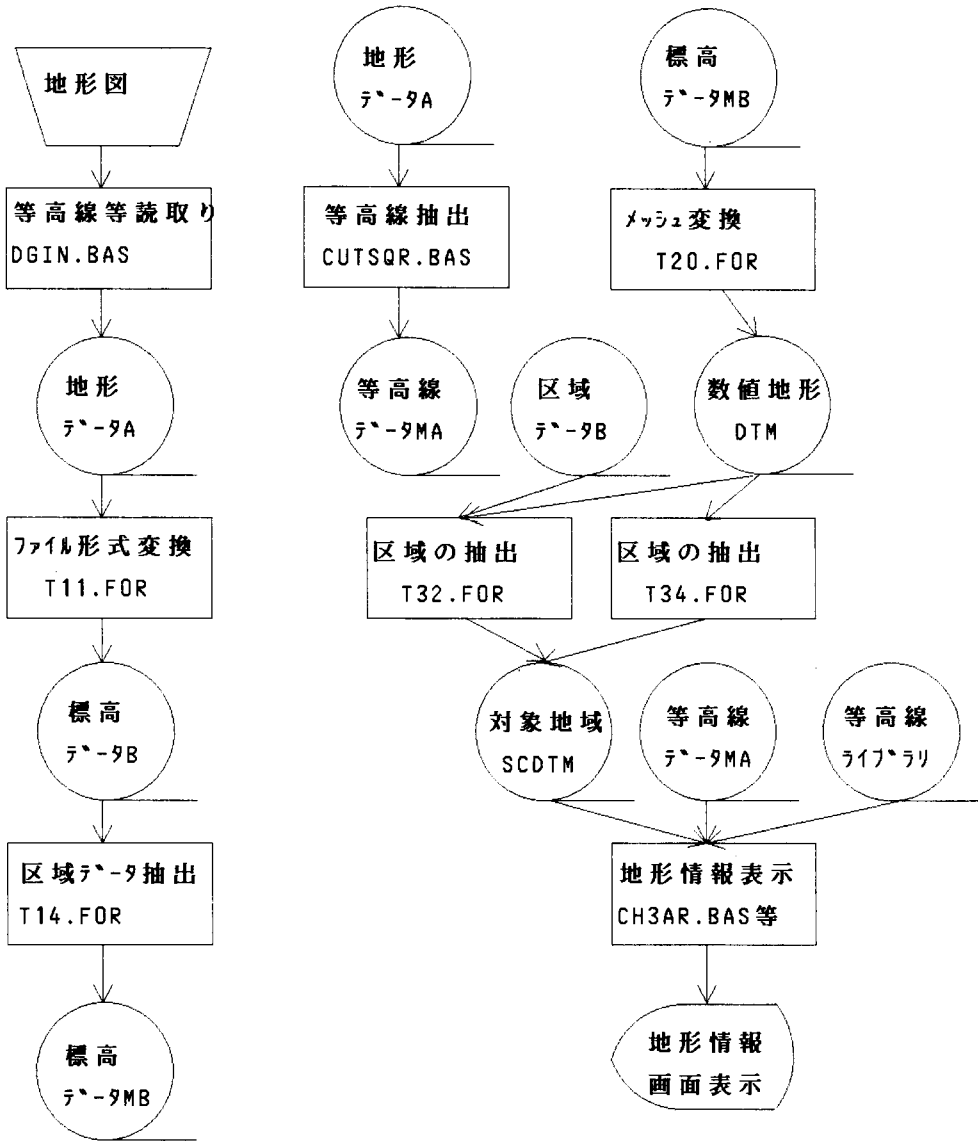 地形図
等高線等読取り
DGIN.BAS
地形
ﾃﾞｰﾀA
ﾌｧｲﾙ形式変換
T11.FOR
標高
ﾃﾞｰﾀB
区域ﾃﾞｰﾀ抽出
T14.FOR
標高
ﾃﾞｰﾀMB
地形
ﾃﾞｰﾀA
等高線抽出
CUTSQR.BAS
等高線
ﾃﾞｰﾀMA
標高
ﾃﾞｰﾀMB
ﾒｯｼｭ変換
T20.FOR
区域
ﾃﾞｰﾀB
数値地形
DTM
区域の抽出
T32.FOR
区域の抽出
T34.FOR
対象地域
SCDTM
等高線
ﾃﾞｰﾀMA
等高線
ﾗｲﾌﾞﾗﾘ
地形情報表示
CH3AR.BAS等
地形情報
画面表示